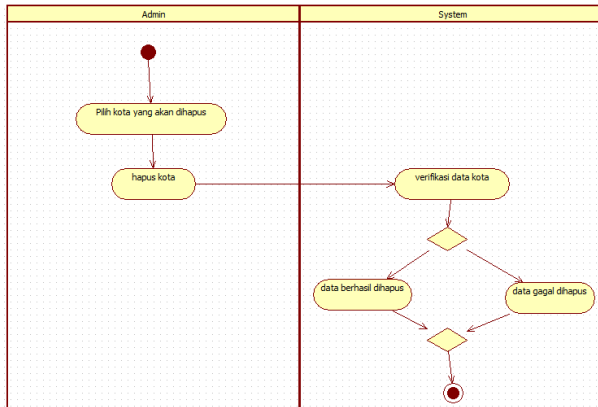 Admin
System
Pilih kota yang akan dihapus
hapus kota
verifikasi data kota
data berhasil dihapus
data gagal dihapus